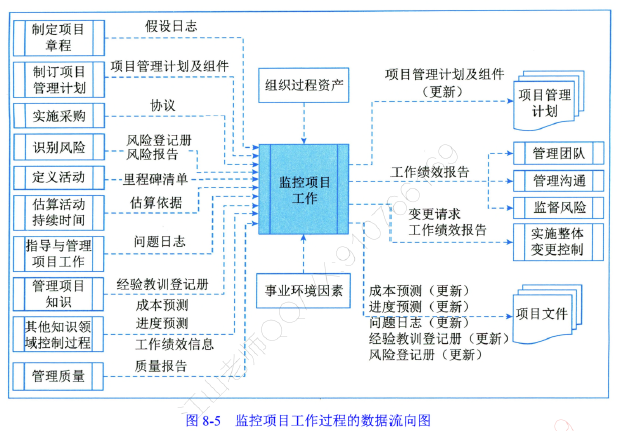 制定项目
章程
假设日志
制订项目
管理计划
项目管理计划及组件
实施采购
协议
识别风险
风险登记册
风险报告
定义活动
里程碑清单
估算活动
持续时间
估算依据
指导与管理
项目工作
问题日志
管理项目
知识
经验教训登记册
其他知识领
域控制过程
成本预测
进度预测
工作绩效信息
管理质量
质量报告
组织过程资产
监控项目
工作
事业环境因素
项目管理计划及组件
（更新）
项目管理
计划
工作绩效报告
管理团队
管理沟通
监督风险
变更请求
工作绩效报告
实施整体
变更控制
成本预测（更新）
进度预测（更新）
问题日志（更新）
经验教训登记册（更新）
风险登记册（更新）
项目文件
图 8-5 监控项目工作过程的数据流向图